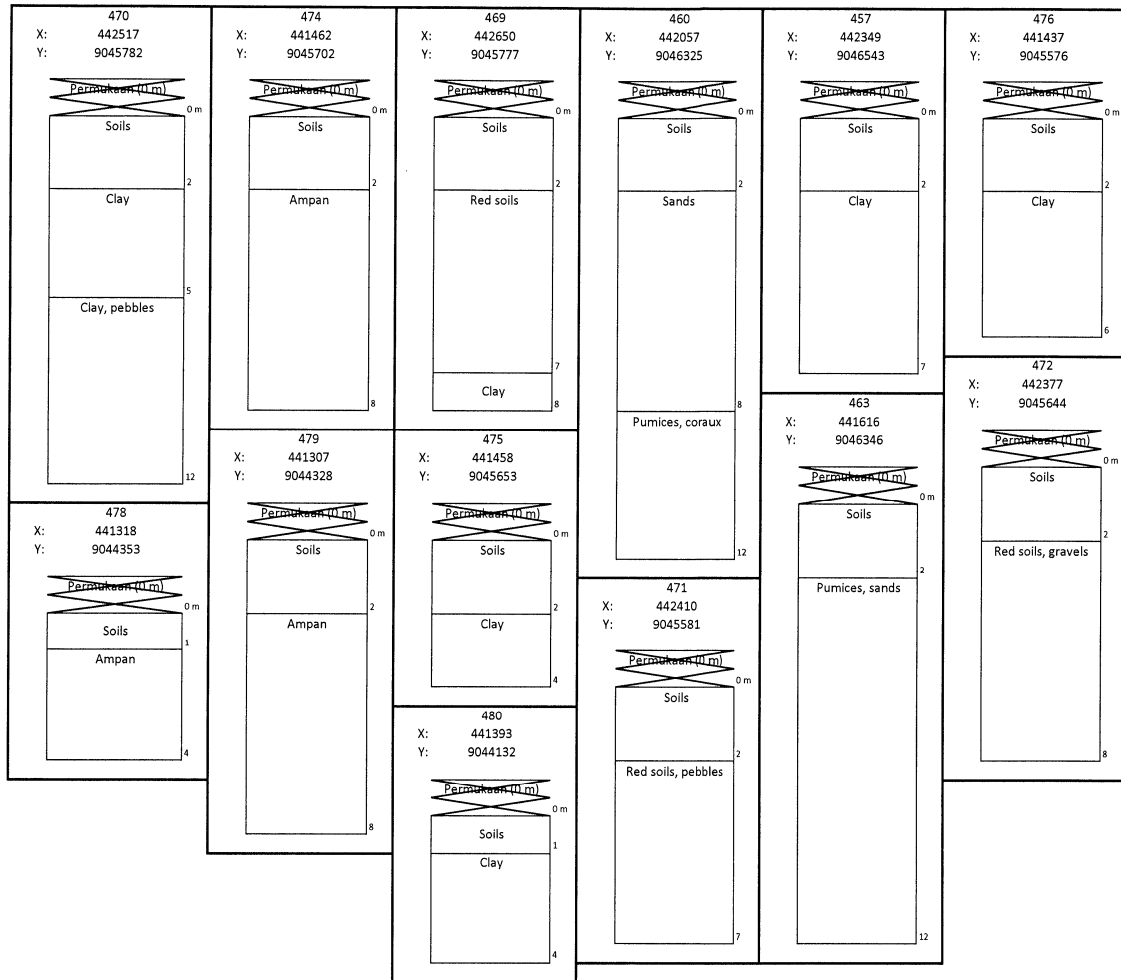 470
X: 442517
Y: 9045782
Permukaan (0 m)
0 m
Soils
2
Clay
5
Clay, pebbles
12
478
X: 441318
Y: 9044353
Permukaan (0 m)
0 m
Soils
1
Ampan
4
474
X: 441462
Y: 9045702
Permukaan (0 m)
0 m
Soils
2
Ampan
8
479
X: 441307
Y: 9044328
Permukaan (0 m)
0 m
Soils
2
Ampan
8
469
X: 442650
Y: 9045777
Permukaan (0 m)
0 m
Soils
2
Red soils
7
Clay
8
475
X: 441458
Y: 9045653
Permukaan (0 m)
0 m
Soils
2
Clay
4
480
X: 441393
Y: 9044132
Permukaan (0 m)
0 m
Soils
1
Clay
4
460
X: 442057
Y: 9046325
Permukaan (0 m)
0 m
Soils
2
Sands
8
Pumices, coraux
12
471
X: 442410
Y: 9045581
Permukaan (0 m)
0 m
Soils
2
Red soils, pebbles
7
457
X: 442349
Y: 9046543
Permukaan (0 m)
0 m
Soils
2
Clay
7
463
X: 441616
Y: 9046346
Permukaan (0 m)
0 m
Soils
2
Pumices, sands
12
476
X: 441437
Y: 9045576
Permukaan (0 m)
0 m
Soils
2
Clay
6
472
X: 442377
Y: 9045644
Permukaan (0 m)
0 m
Soils
2
Red soils, gravels
8